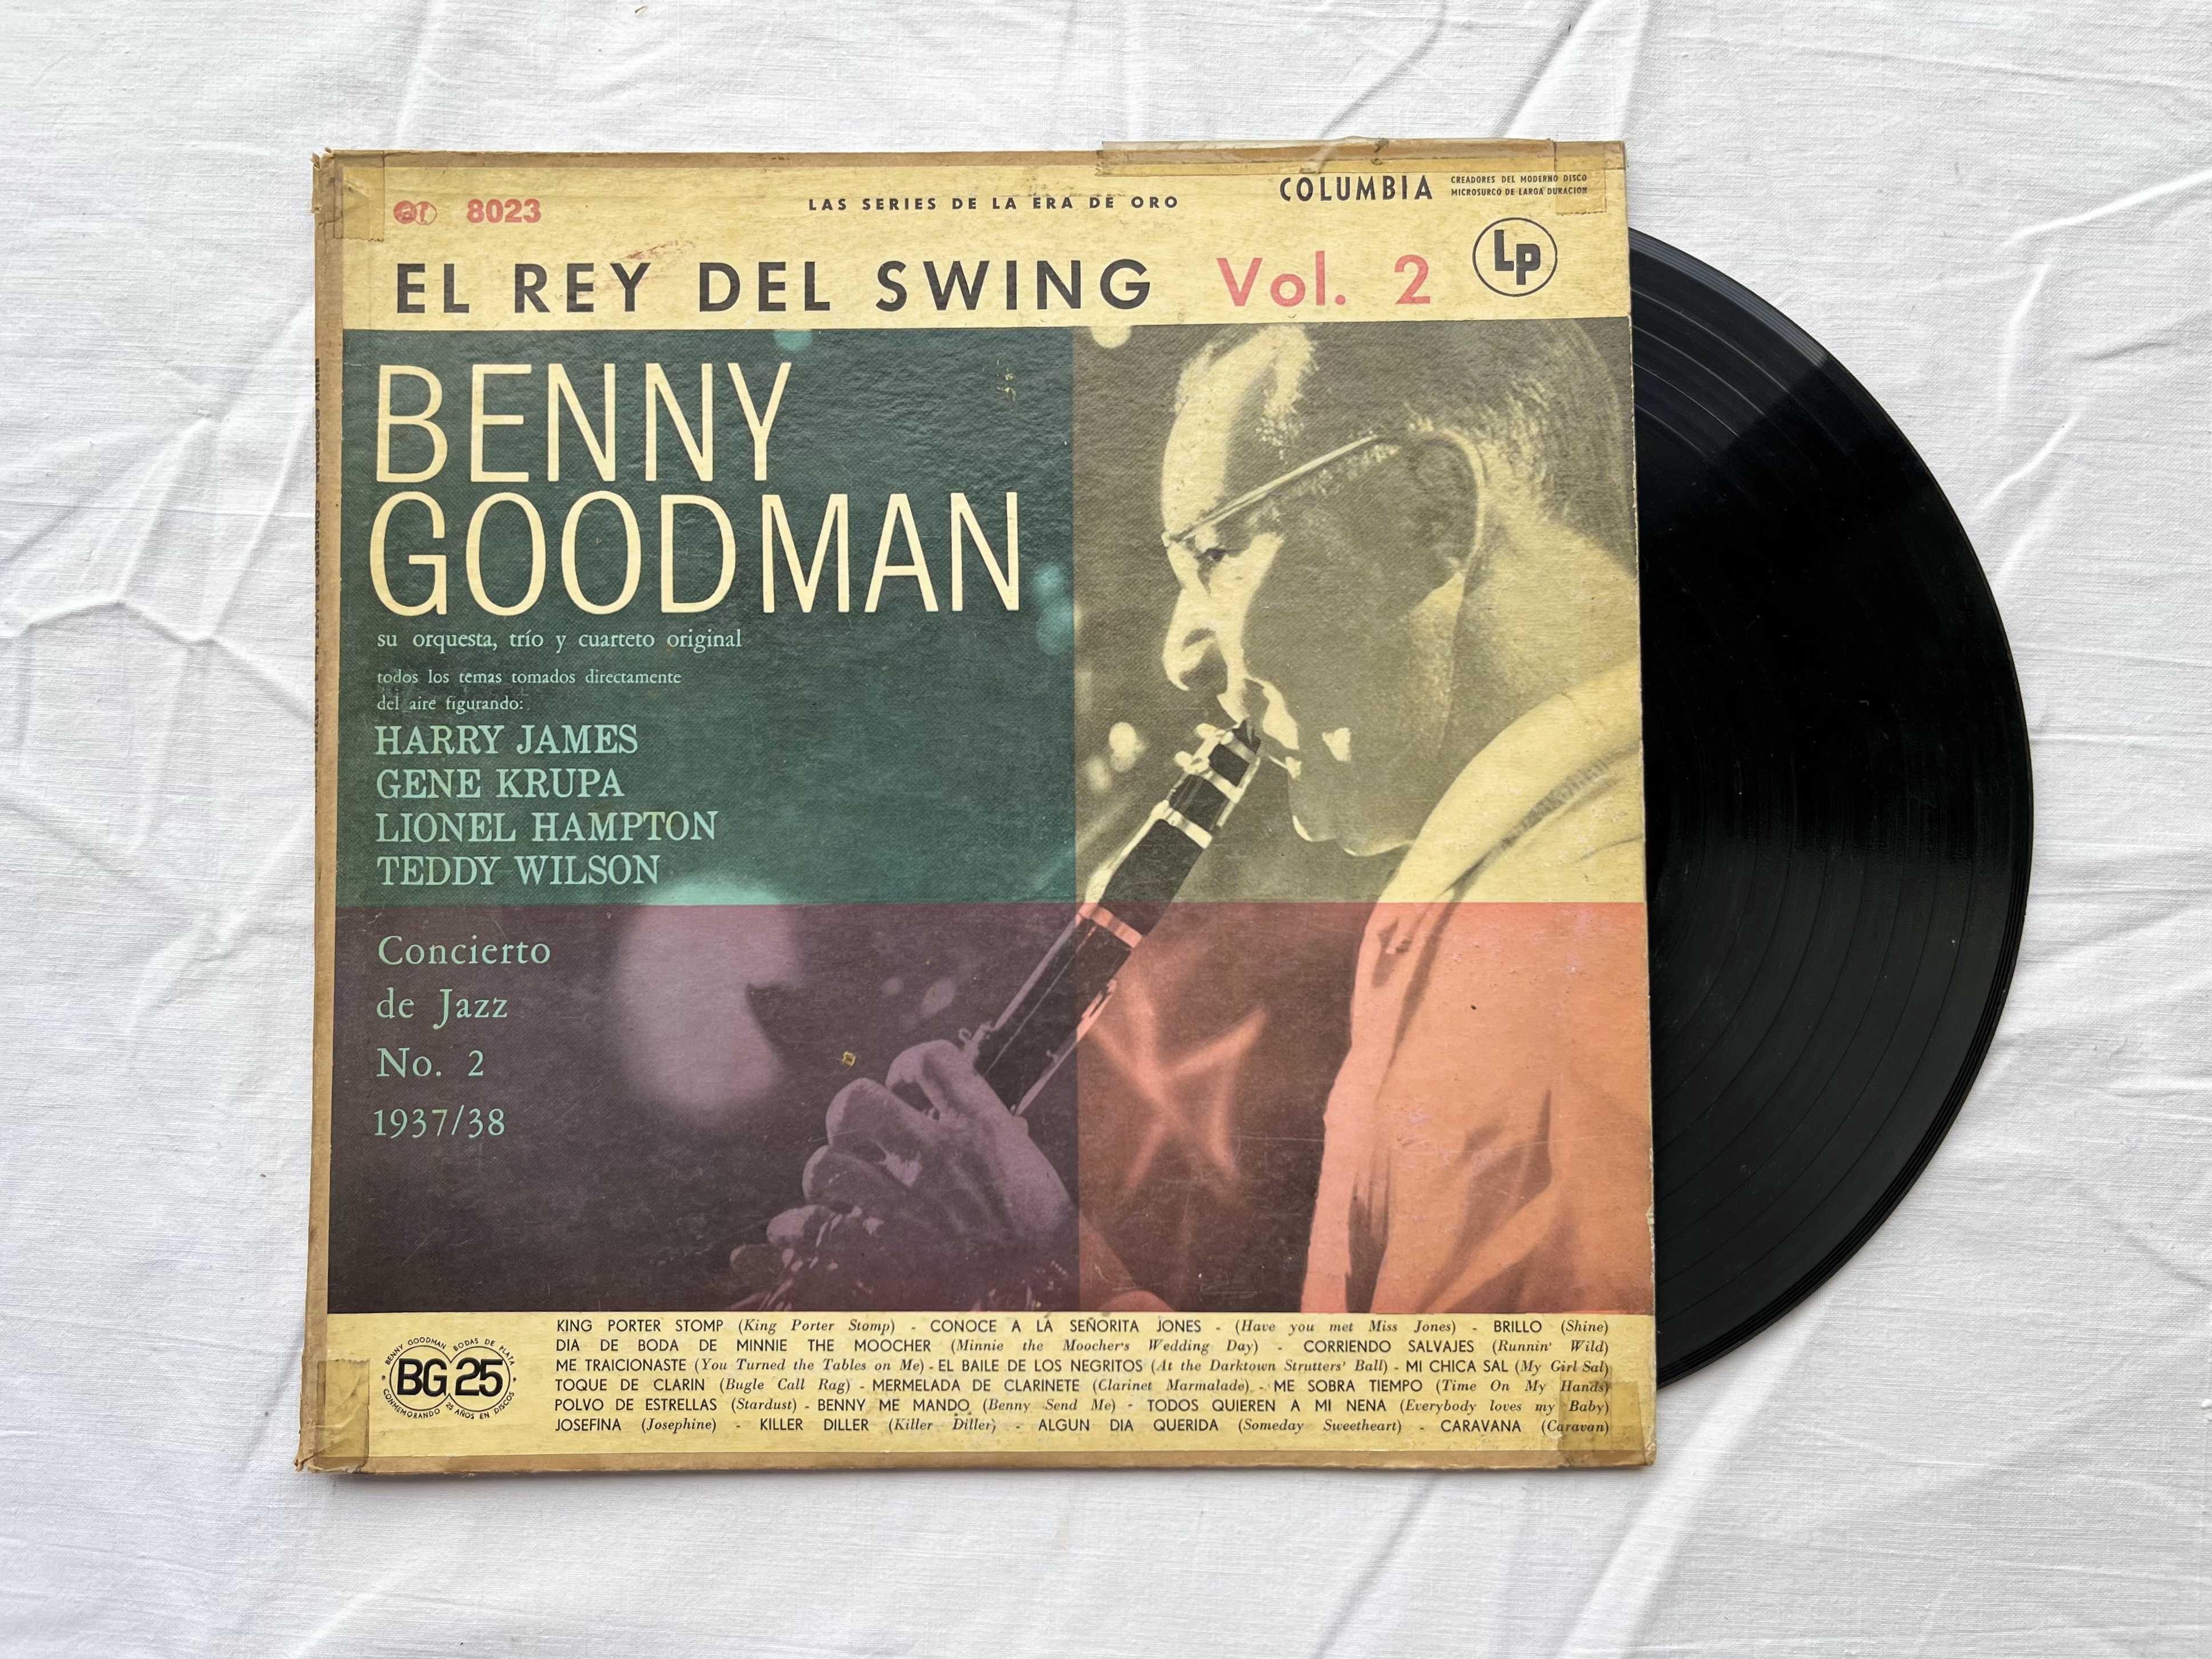 8023
LAS SERIES DE LA ERA DE ORO
COLUMBIA
CREADORES DEL MODERNO DISCO
MICROSURCO DE LARGA DURACION
EL REY DEL SWING Vol. 2
Lp
BENNY
GOODMAN
su orquesta, trío y cuarteto original
todos los temas tomados directamente
del aire figurando:
HARRY JAMES
GENE KRUPA
LIONEL HAMPTON
TEDDY WILSON
Concierto
de Jazz
No. 2
1937/38
BENNY GOODMAN BODAS DE PLATA
BG 25
CONMEMORANDO 25 AÑOS EN DISCOS
KING PORTER STOMP (King Porter Stomp) - CONOCE A LA SEÑORITA JONES - (Have you met Miss Jones) - BRILLO (Shine)
DIA DE BODA DE MINNIE THE MOOCHER (Minnie the Moocher's Wedding Day) - CORRIENDO SALVAJES (Runnin' Wild)
ME TRAICIONASTE (You Turned the Tables on Me) - EL BAILE DE LOS NEGRITOS (At the Darktown Strutters' Ball) - MI CHICA SAL (My Girl Sal)
TOQUE DE CLARIN (Bugle Call Rag) - MERMELADA DE CLARINETE (Clarinet Marmalade) - ME SOBRA TIEMPO (Time On My Hands)
POLVO DE ESTRELLAS (Stardust) - BENNY ME MANDO (Benny Send Me) - TODOS QUIEREN A MI NENA (Everybody loves my Baby)
JOSEFINA (Josephine) - KILLER DILLER (Killer Diller) - ALGUN DIA QUERIDA (Someday Sweetheart) - CARAVANA (Caravan)